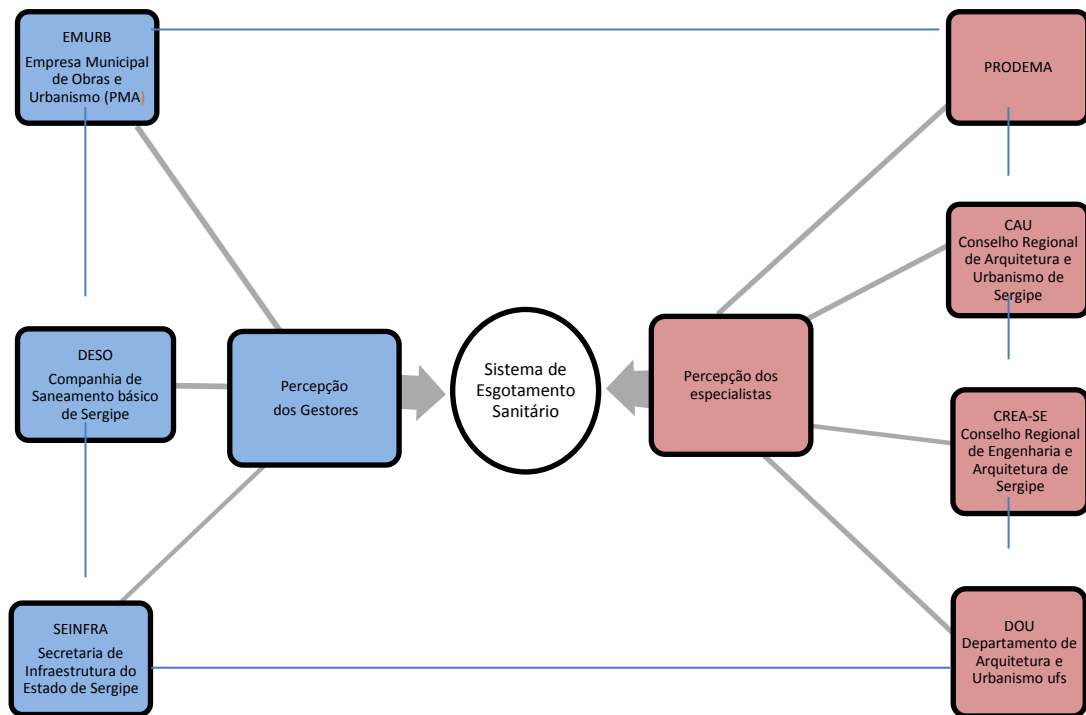 EMURB
Empresa Municipal
de Obras e
Urbanismo (PMA)
DESO
Companhia de
Saneamento básico
de Sergipe
SEINFRA
Secretaria de
Infraestrutura do
Estado de Sergipe
Percepção
dos Gestores
Sistema de
Esgotamento
Sanitário
Percepção dos
especialistas
PRODEMA
CAU
Conselho Regional
de Arquitetura e
Urbanismo de
Sergipe
CREA-SE
Conselho Regional
de Engenharia e
Arquitetura de
Sergipe
DOU
Departamento de
Arquitetura e
Urbanismo ufs